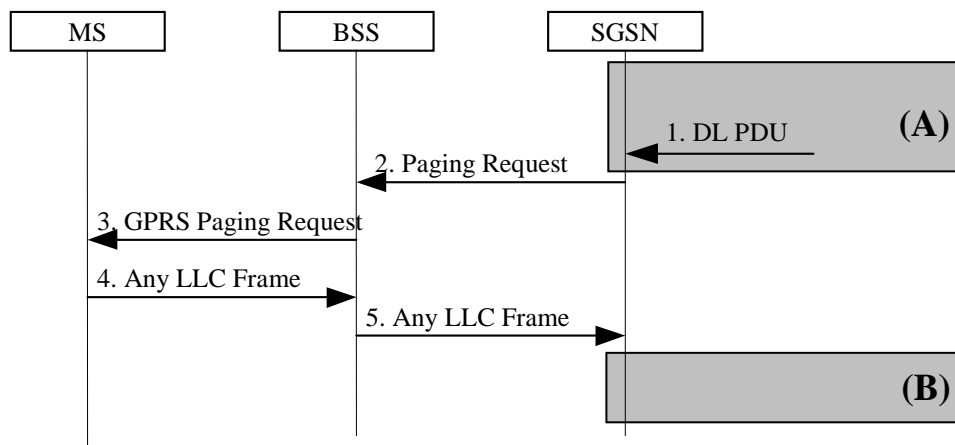 MS
BSS
SGSN
(A)
1. DL PDU
2. Paging Request
3. GPRS Paging Request
4. Any LLC Frame
5. Any LLC Frame
(B)